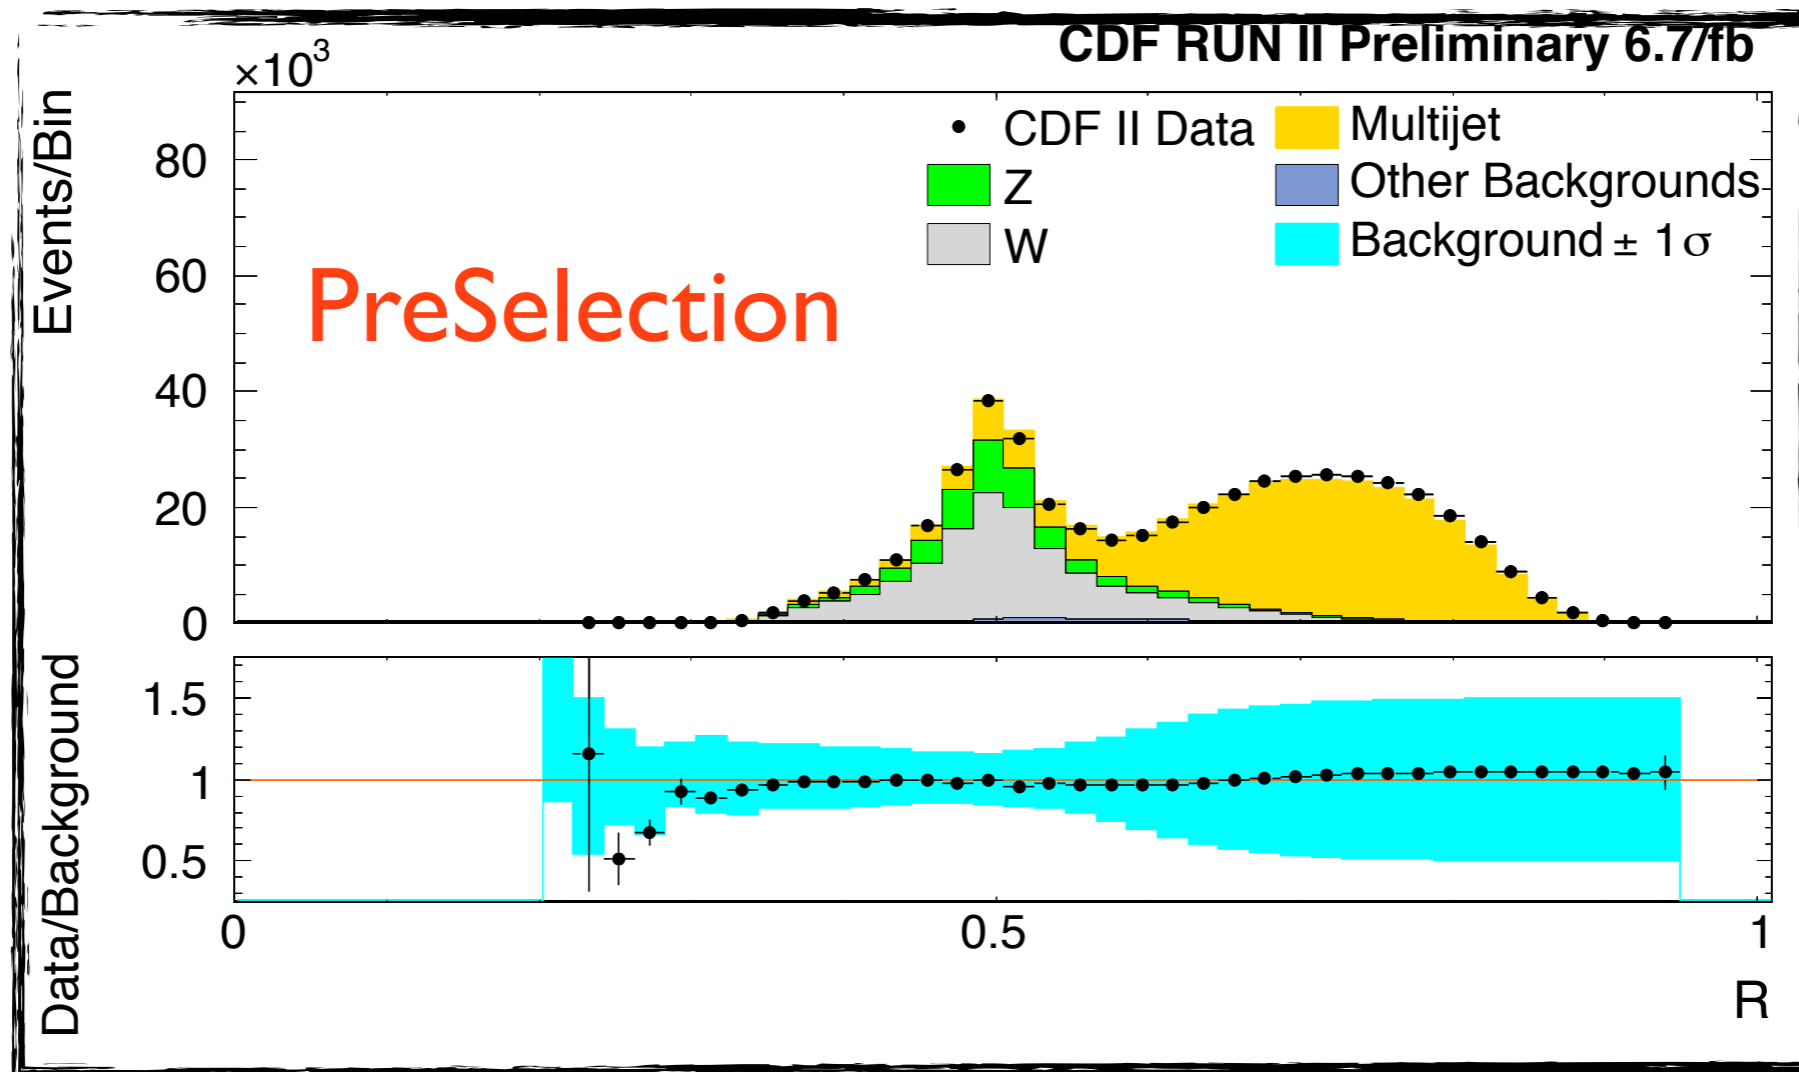 CDF RUN II Preliminary 6.7/fb
×10³
Events/Bin
80
60
40
20
0
CDF II Data
Multijet
Z
Other Backgrounds
W
Background ± 1σ
PreSelection
Data/Background
1.5
1
0.5
0
0.5
1
R